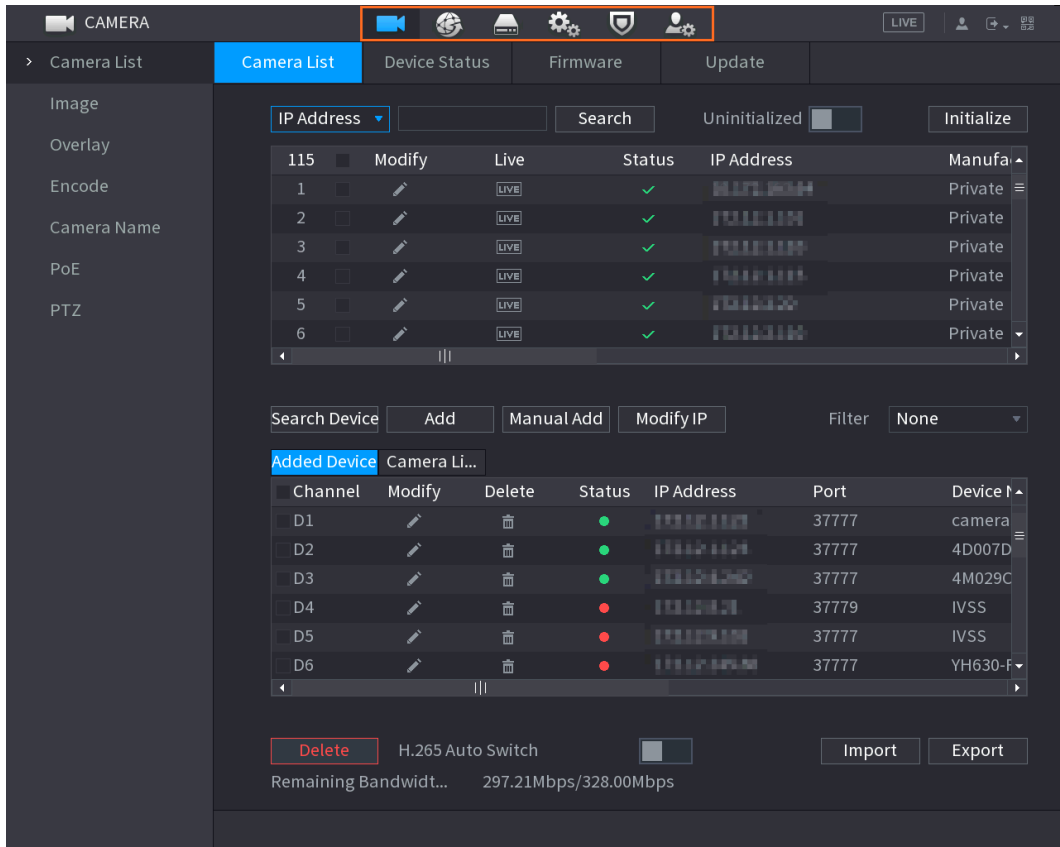 CAMERA LIVE
Camera List Camera List Device Status Firmware Update
Image
Overlay
Encode
Camera Name
PoE
PTZ
IP Address Search Uninitialized Initialize
115 Modify Live Status IP Address Manufa
1 LIVE Private
2 LIVE Private
3 LIVE Private
4 LIVE Private
5 LIVE Private
6 LIVE Private
Search Device Add Manual Add Modify IP Filter None
Added Device Camera Li...
Channel Modify Delete Status IP Address Port Device
D1 37777 camera
D2 37777 4D007D
D3 37777 4M029C
D4 37779 IVSS
D5 37777 IVSS
D6 37777 YH630-F
Delete H.265 Auto Switch Import Export
Remaining Bandwidt... 297.21Mbps/328.00Mbps